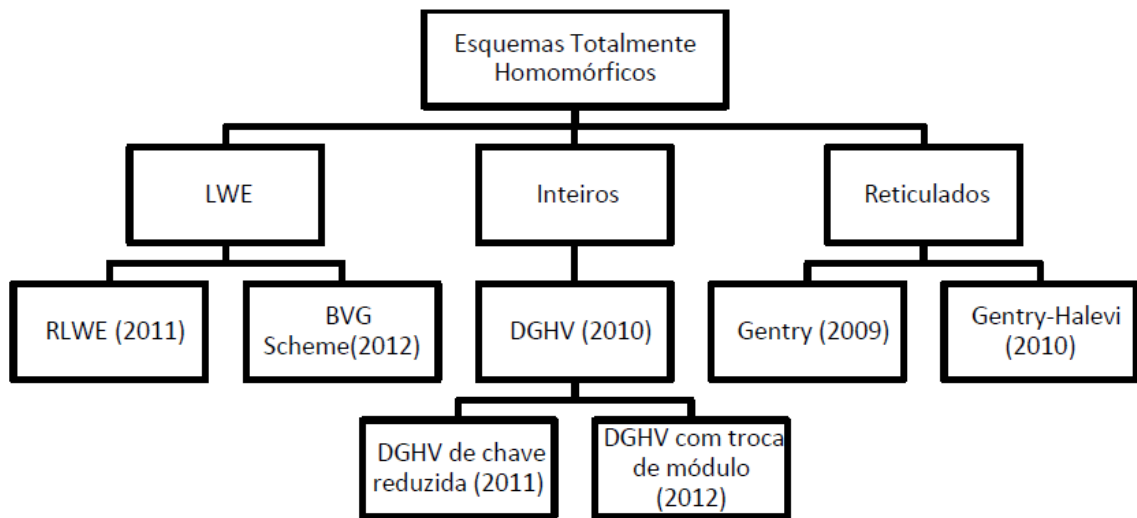 Esquemas Totalmente
Homomórficos
LWE
Inteiros
Reticulados
RLWE (2011)
BVG
Scheme(2012)
DGHV (2010)
Gentry (2009)
Gentry-Halevi
(2010)
DGHV de chave
reduzida (2011)
DGHV com troca
de módulo
(2012)